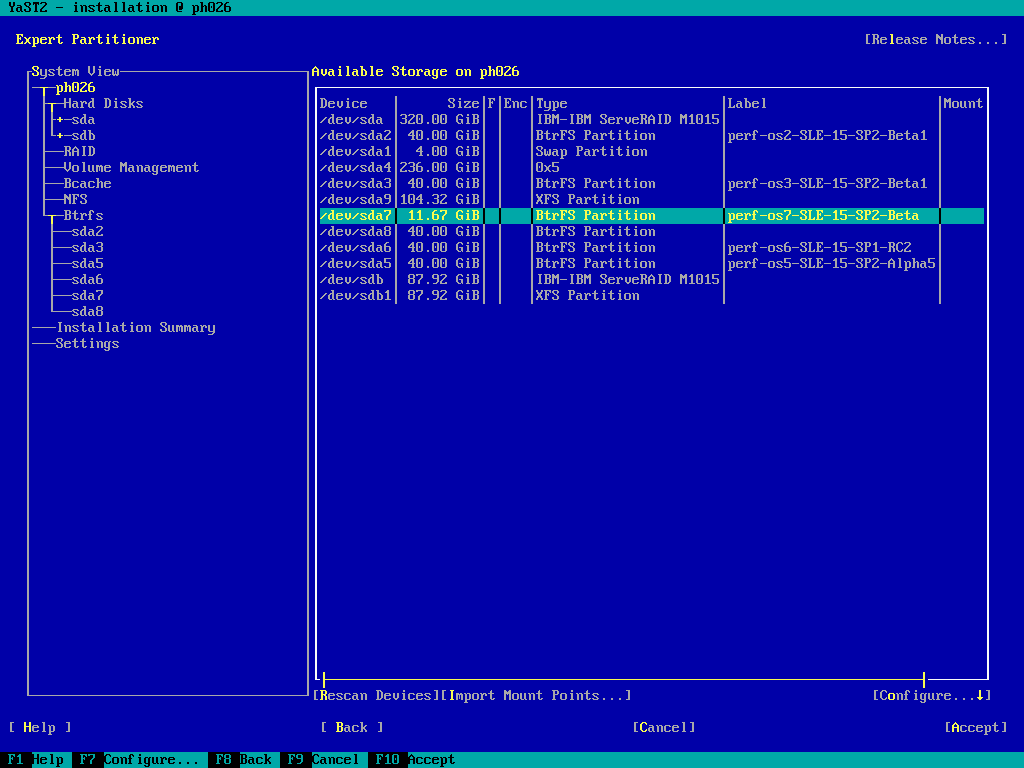 YaST2 - installation @ ph026
Expert Partitioner [Release Notes...]
System View
ph026
Hard Disks
+sda
+sdb
RAID
Volume Management
Bcache
NFS
Btrfs
sda2
sda3
sda5
sda6
sda7
sda8
Installation Summary
Settings
Available Storage on ph026
Device | Size|F|Enc|Type |Label |Mount
/dev/sda |320.00 GiB| | |IBM-IBM ServeRAID M1015| |
/dev/sda2| 40.00 GiB| | |BtrFS Partition |perf-os2-SLE-15-SP2-Beta1 |
/dev/sda1| 4.00 GiB| | |Swap Partition | |
/dev/sda4|236.00 GiB| | |0x5 | |
/dev/sda3| 40.00 GiB| | |BtrFS Partition |perf-os3-SLE-15-SP2-Beta1 |
/dev/sda9|104.32 GiB| | |XFS Partition | |
/dev/sda7| 11.67 GiB| | |BtrFS Partition |perf-os7-SLE-15-SP2-Beta |
/dev/sda8| 40.00 GiB| | |BtrFS Partition | |
/dev/sda6| 40.00 GiB| | |BtrFS Partition |perf-os6-SLE-15-SP1-RC2 |
/dev/sda5| 40.00 GiB| | |BtrFS Partition |perf-os5-SLE-15-SP2-Alpha5|
/dev/sdb | 87.92 GiB| | |IBM-IBM ServeRAID M1015| |
/dev/sdb1| 87.92 GiB| | |XFS Partition | |
[Rescan Devices][Import Mount Points...] [Configure...↓]
[ Help ] [ Back ] [Cancel] [Accept]
F1 Help F7 Configure... F8 Back F9 Cancel F10 Accept